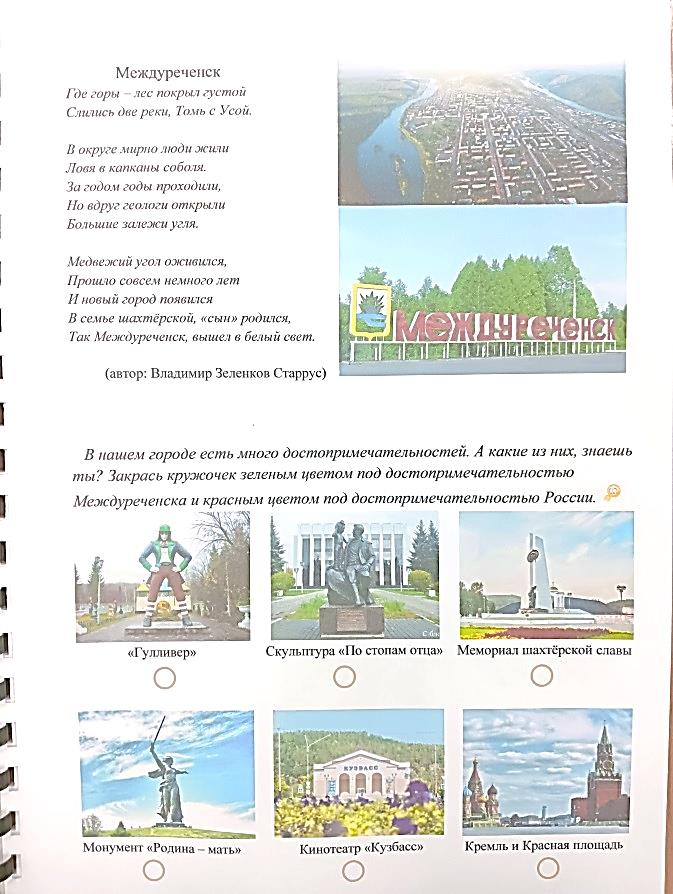 Междуреченск
Где горы – лес покрыл густой
Слились две реки, Томь с Усой.
В округе мирно люди жили
Ловя в капканы соболя.
За годом годы проходили,
Но вдруг геологи открыли
Большие залежи угля.
Медвежий угол оживился,
Прошло совсем немного лет
И новый город появился
В семье шахтёрской, «сын» родился,
Так Междуреченск, вышел в белый свет.
(автор: Владимир Зеленков Старрус)
МЕЖДУРЕЧЕНСК
В нашем городе есть много достопримечательностей. А какие из них, знаешь
ты? Закрась кружочек зеленым цветом под достопримечательностью
Междуреченска и красным цветом под достопримечательностью России.
«Гулливер»
Скульптура «По стопам отца»
Мемориал шахтёрской славы
КУЗБАСС
Монумент «Родина – мать»
Кинотеатр «Кузбасс»
Кремль и Красная площадь